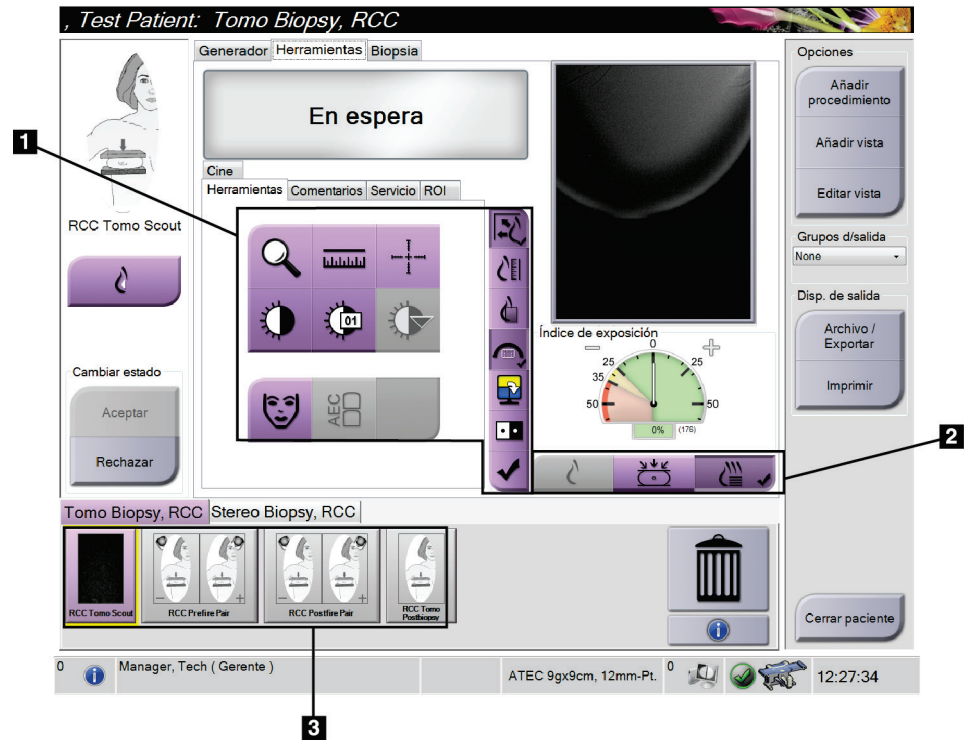 , Test Patient: Tomo Biopsy, RCC
Generador Herramientas Biopsia
Opciones
Añadir
procedimiento
Añadir vista
Editar vista
En espera
1
Cine
Herramientas Comentarios Servicio ROI
RCC Tomo Scout
Grupos d/salida
None
01
Disp. de salida
Archivo /
Exportar
Imprimir
Índice de exposición
0
25 25
35
50 50
0% (176)
Cambiar estado
Aceptar
Rechazar
AEC
2
Tomo Biopsy, RCC Stereo Biopsy, RCC
RCC Tomo Scout
- +
RCC Prefire Pair
- +
RCC Postfire Pair
RCC Tomo
Postbiopsy
Cerrar paciente
0 Manager, Tech ( Gerente ) ATEC 9gx9cm, 12mm-Pt. 0 12:27:34
3